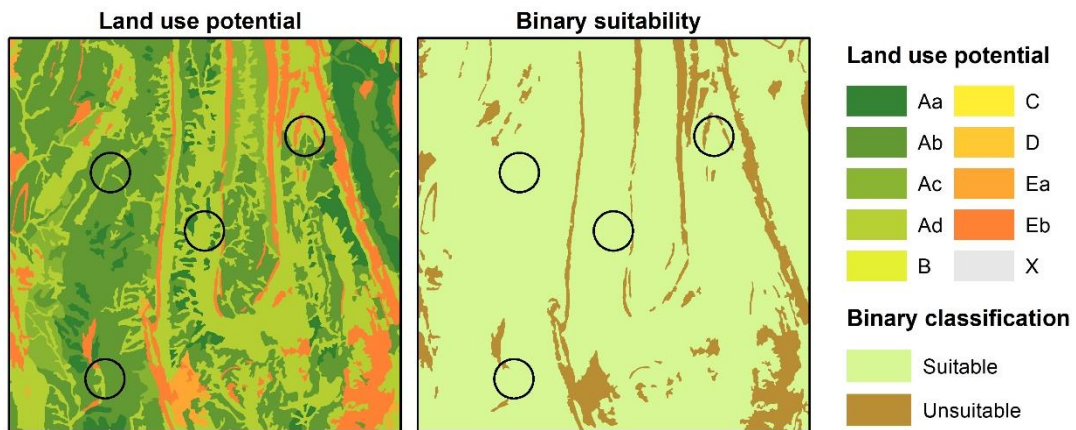 Land use potential
Binary suitability
Land use potential
Aa
C
Ab
D
Ac
Ea
Ad
Eb
B
X
Binary classification
Suitable
Unsuitable